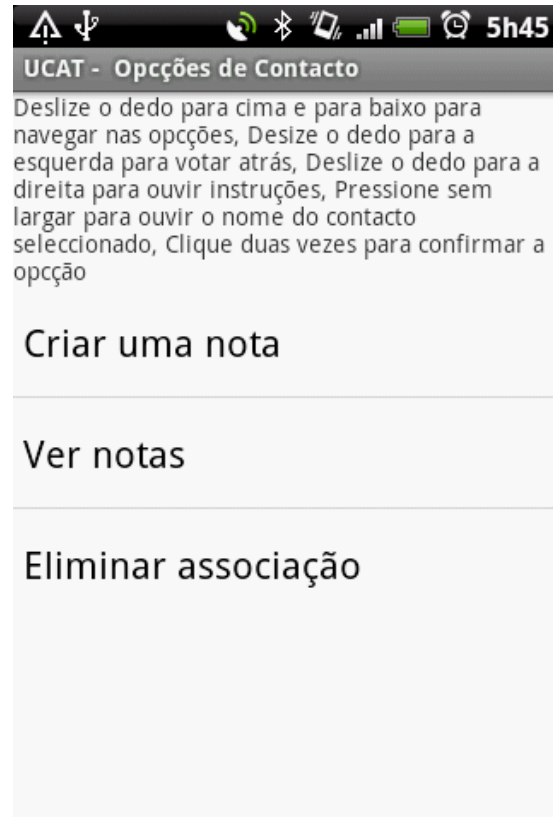 5h45
UCAT - Opcções de Contacto
Deslize o dedo para cima e para baixo para
navegar nas opcções, Desize o dedo para a
esquerda para votar atrás, Deslize o dedo para a
direita para ouvir instruções, Pressione sem
largar para ouvir o nome do contacto
seleccionado, Clique duas vezes para confirmar a
opcção
Criar uma nota
Ver notas
Eliminar associação